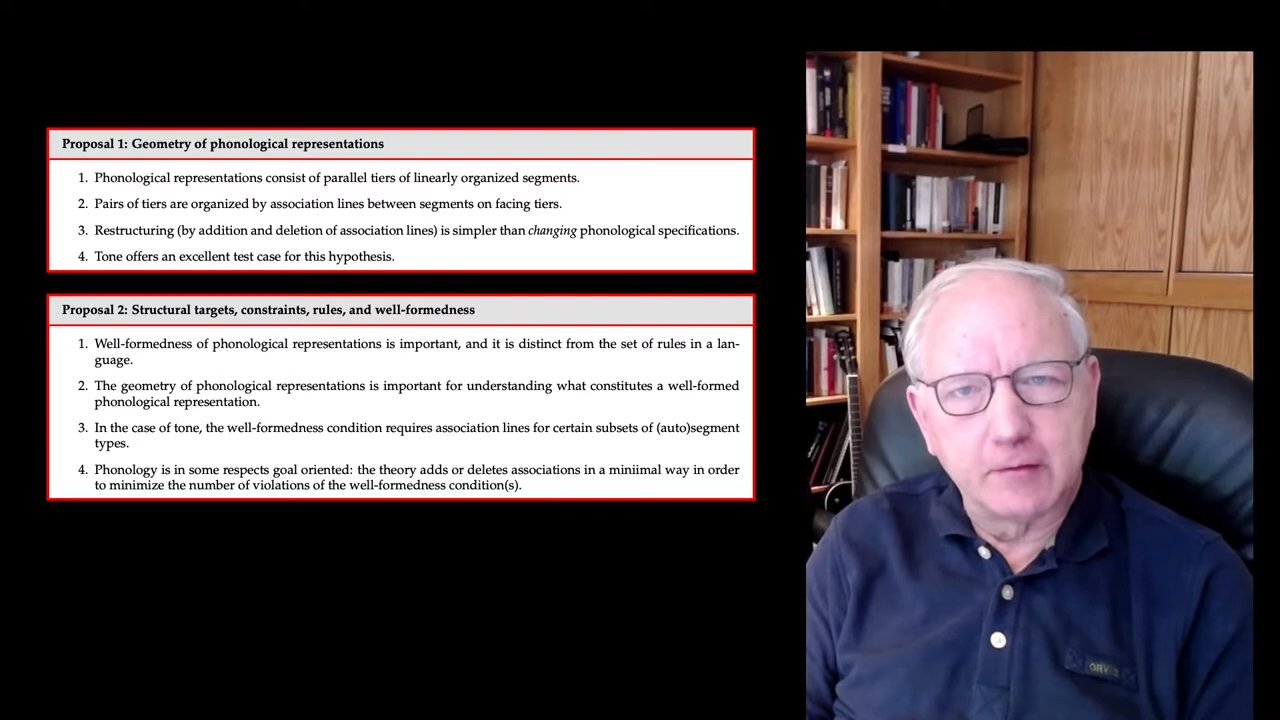 Proposal 1: Geometry of phonological representations
1. Phonological representations consist of parallel tiers of linearly organized segments.
2. Pairs of tiers are organized by association lines between segments on facing tiers.
3. Restructuring (by addition and deletion of association lines) is simpler than changing phonological specifications.
4. Tone offers an excellent test case for this hypothesis.
Proposal 2: Structural targets, constraints, rules, and well-formedness
1. Well-formedness of phonological representations is important, and it is distinct from the set of rules in a lan-
guage.
2. The geometry of phonological representations is important for understanding what constitutes a well-formed
phonological representation.
3. In the case of tone, the well-formedness condition requires association lines for certain subsets of (auto)segment
types.
4. Phonology is in some respects goal oriented: the theory adds or deletes associations in a miniimal way in order
to minimize the number of violations of the well-formedness condition(s).
ORVIS